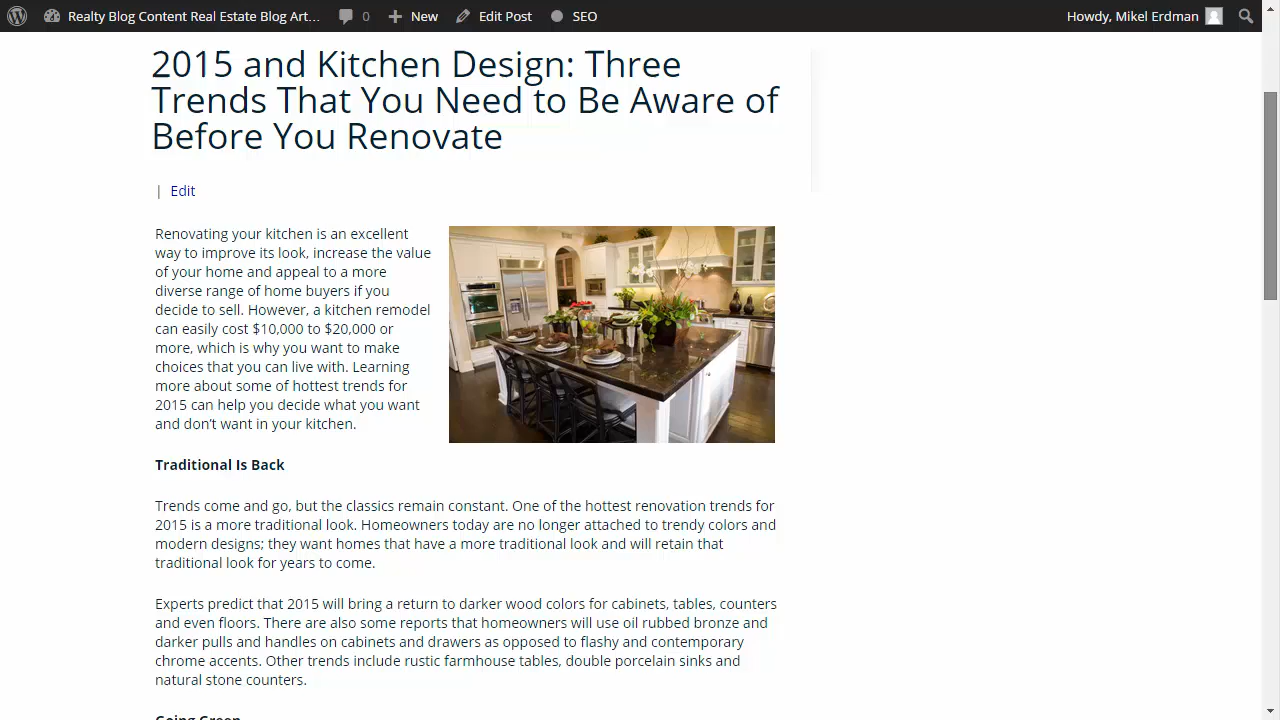 Realty Blog Content Real Estate Blog Art... 0 New Edit Post SEO Howdy, Mikel Erdman
2015 and Kitchen Design: Three
Trends That You Need to Be Aware of
Before You Renovate
| Edit
Renovating your kitchen is an excellent
way to improve its look, increase the value
of your home and appeal to a more
diverse range of home buyers if you
decide to sell. However, a kitchen remodel
can easily cost $10,000 to $20,000 or
more, which is why you want to make
choices that you can live with. Learning
more about some of hottest trends for
2015 can help you decide what you want
and don't want in your kitchen.
Traditional Is Back
Trends come and go, but the classics remain constant. One of the hottest renovation trends for
2015 is a more traditional look. Homeowners today are no longer attached to trendy colors and
modern designs; they want homes that have a more traditional look and will retain that
traditional look for years to come.
Experts predict that 2015 will bring a return to darker wood colors for cabinets, tables, counters
and even floors. There are also some reports that homeowners will use oil rubbed bronze and
darker pulls and handles on cabinets and drawers as opposed to flashy and contemporary
chrome accents. Other trends include rustic farmhouse tables, double porcelain sinks and
natural stone counters.
Going Green